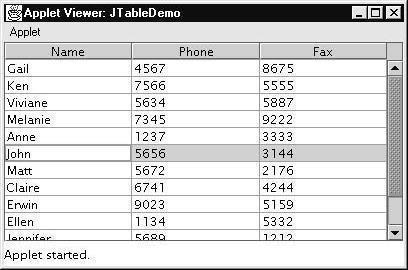 Applet Viewer: JTableDemo
Applet
Name Phone Fax
Gail 4567 8675
Ken 7566 5555
Viviane 5634 5887
Melanie 7345 9222
Anne 1237 3333
John 5656 3144
Matt 5672 2176
Claire 6741 4244
Erwin 9023 5159
Ellen 1134 5332
Jennifer 5689 1212
Applet started.